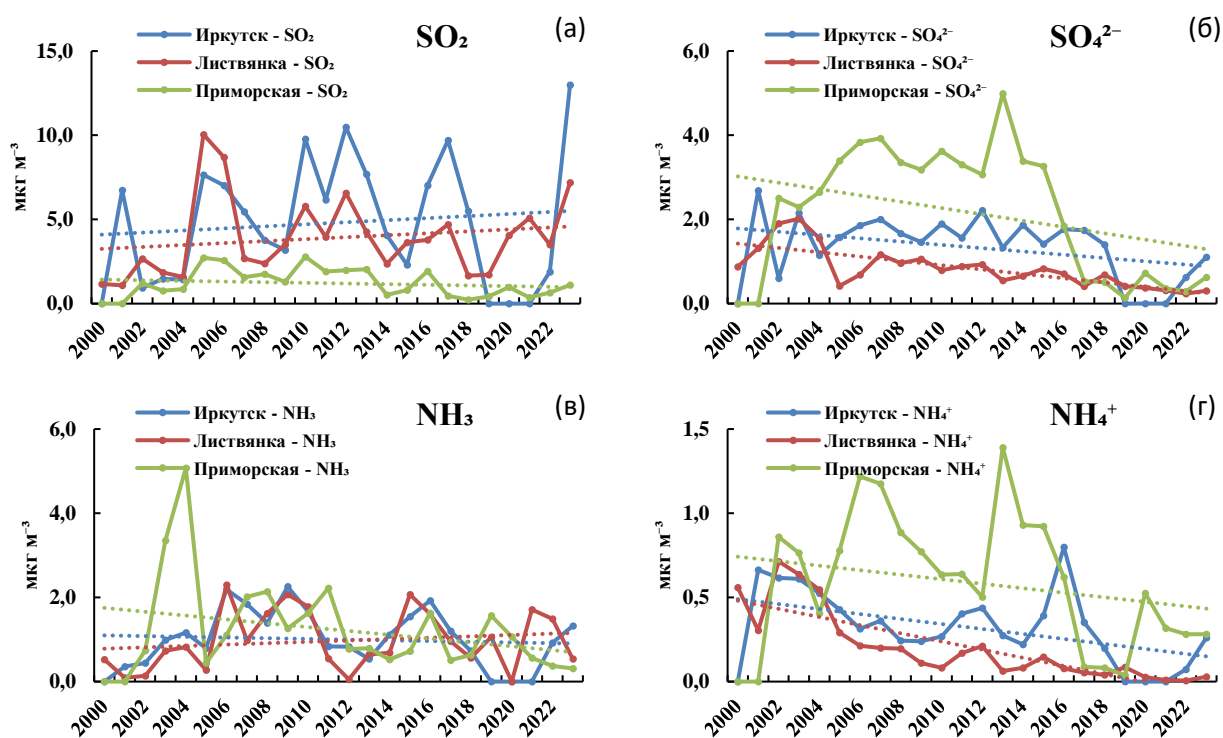 SO₂
(а)
Иркутск - SO₂
Листвянка - SO₂
Приморская - SO₂
мкг м⁻³
15,0
10,0
5,0
0,0
2000 2002 2004 2006 2008 2010 2012 2014 2016 2018 2020 2022
SO₄²⁻
(б)
Иркутск - SO₄²⁻
Листвянка - SO₄²⁻
Приморская - SO₄²⁻
мкг м⁻³
6,0
4,0
2,0
0,0
2000 2002 2004 2006 2008 2010 2012 2014 2016 2018 2020 2022
NH₃
(в)
Иркутск - NH₃
Листвянка - NH₃
Приморская - NH₃
мкг м⁻³
6,0
4,0
2,0
0,0
2000 2002 2004 2006 2008 2010 2012 2014 2016 2018 2020 2022
NH₄⁺
(г)
Иркутск - NH₄⁺
Листвянка - NH₄⁺
Приморская - NH₄⁺
мкг м⁻³
1,5
1,0
0,5
0,0
2000 2002 2004 2006 2008 2010 2012 2014 2016 2018 2020 2022